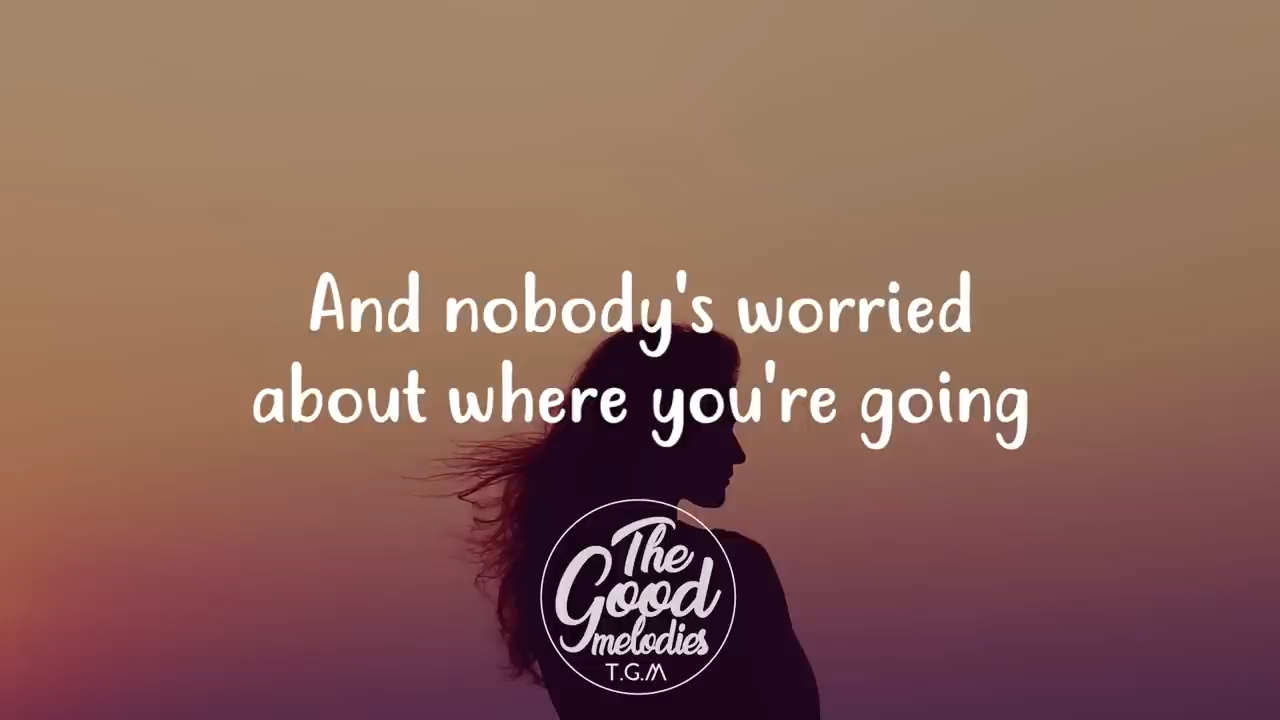 And nobody's worried
about where you're going
The
Good
melodies
T.G.M